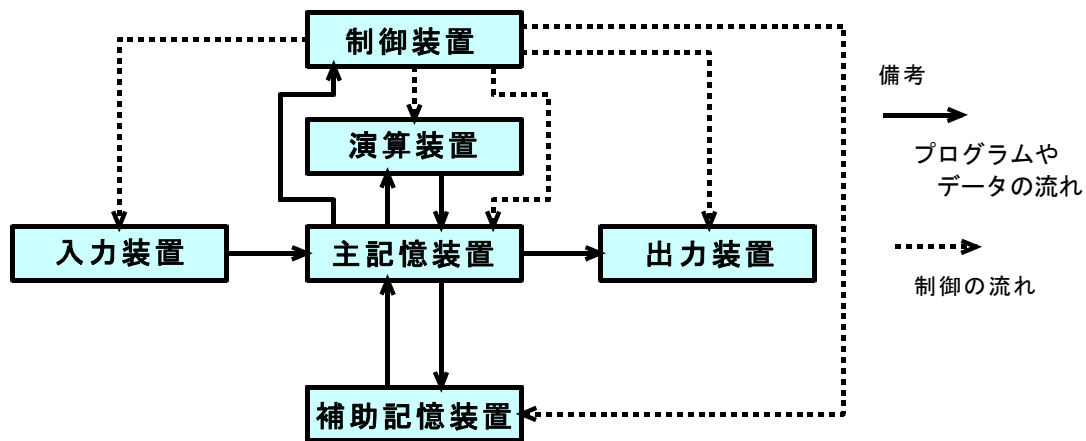 制御装置
備考
演算装置
プログラムや
データの流れ
入力装置
主記憶装置
出力装置
制御の流れ
補助記憶装置